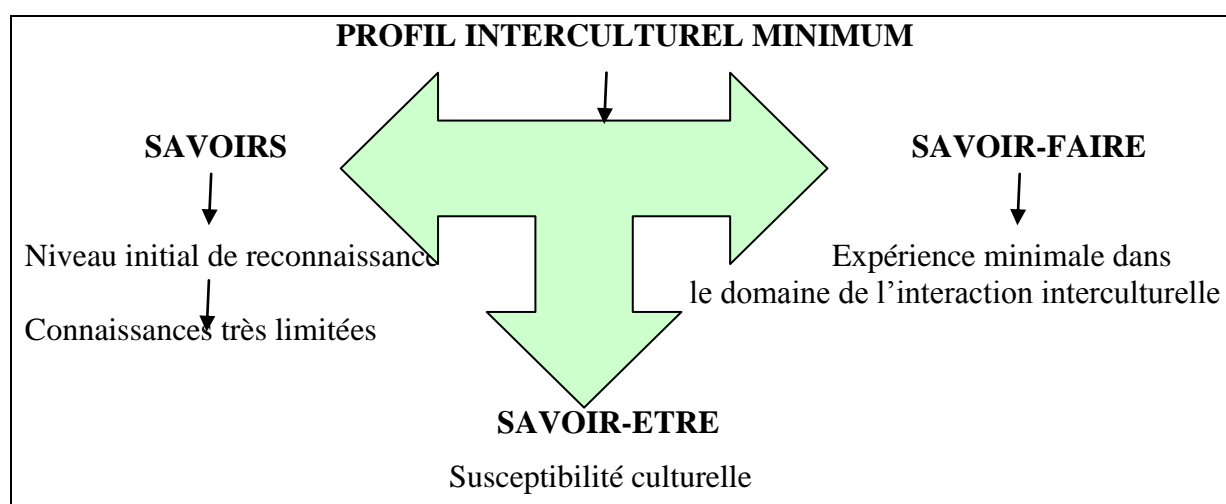 PROFIL INTERCULTUREL MINIMUM
SAVOIRS
SAVOIR-FAIRE
Niveau initial de reconnaissance
Expérience minimale dans
le domaine de l’interaction interculturelle
Connaissances très limitées
SAVOIR-ETRE
Susceptibilité culturelle